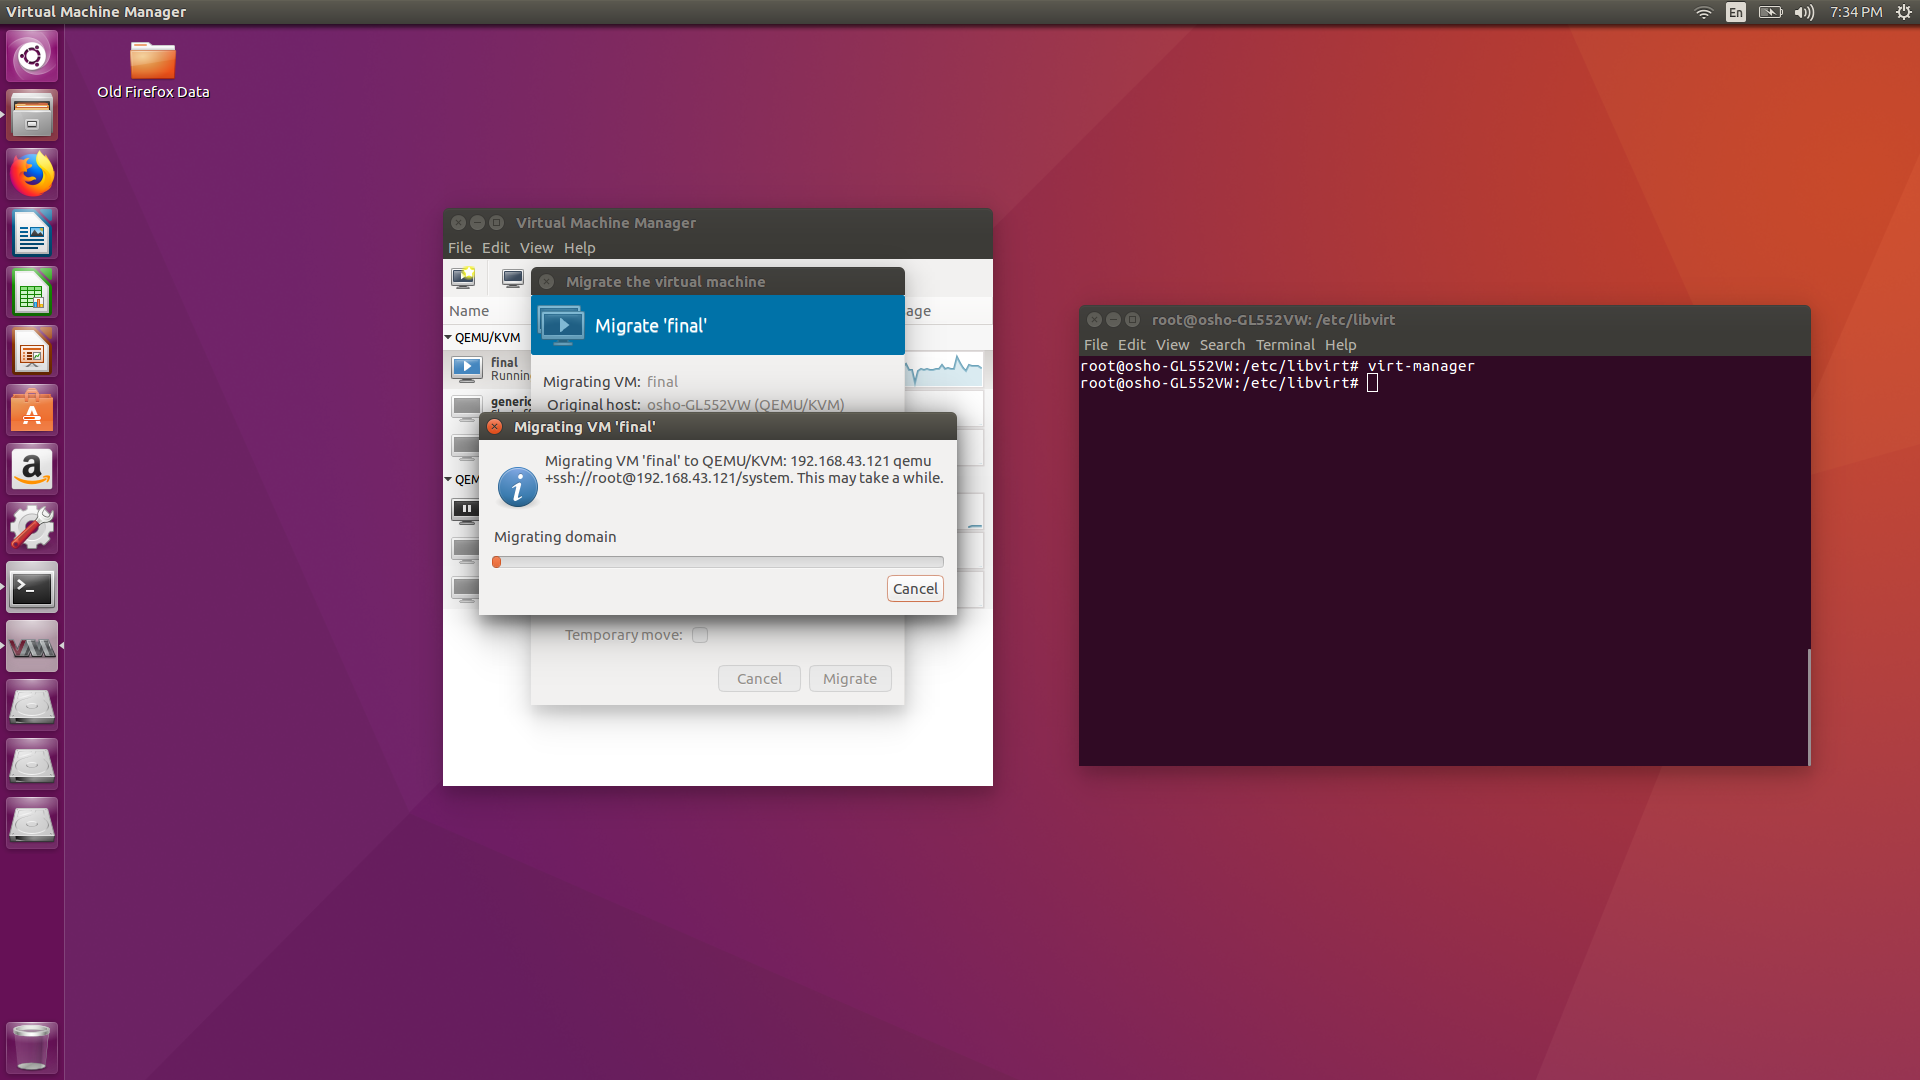 Virtual Machine Manager
En
7:34 PM
Old Firefox Data
Virtual Machine Manager
File Edit View Help
Migrate the virtual machine
Name
age
Migrate 'final'
QEMU/KVM
final
Runnin
Migrating VM: final
generic
Original host: osho-GL552VW (QEMU/KVM)
Migrating VM 'final'
Migrating VM 'final' to QEMU/KVM: 192.168.43.121 qemu
+ssh://root@192.168.43.121/system. This may take a while.
QEM
Migrating domain
Cancel
Temporary move:
Cancel Migrate
root@osho-GL552VW: /etc/libvirt
File Edit View Search Terminal Help
root@osho-GL552VW:/etc/libvirt# virt-manager
root@osho-GL552VW:/etc/libvirt#